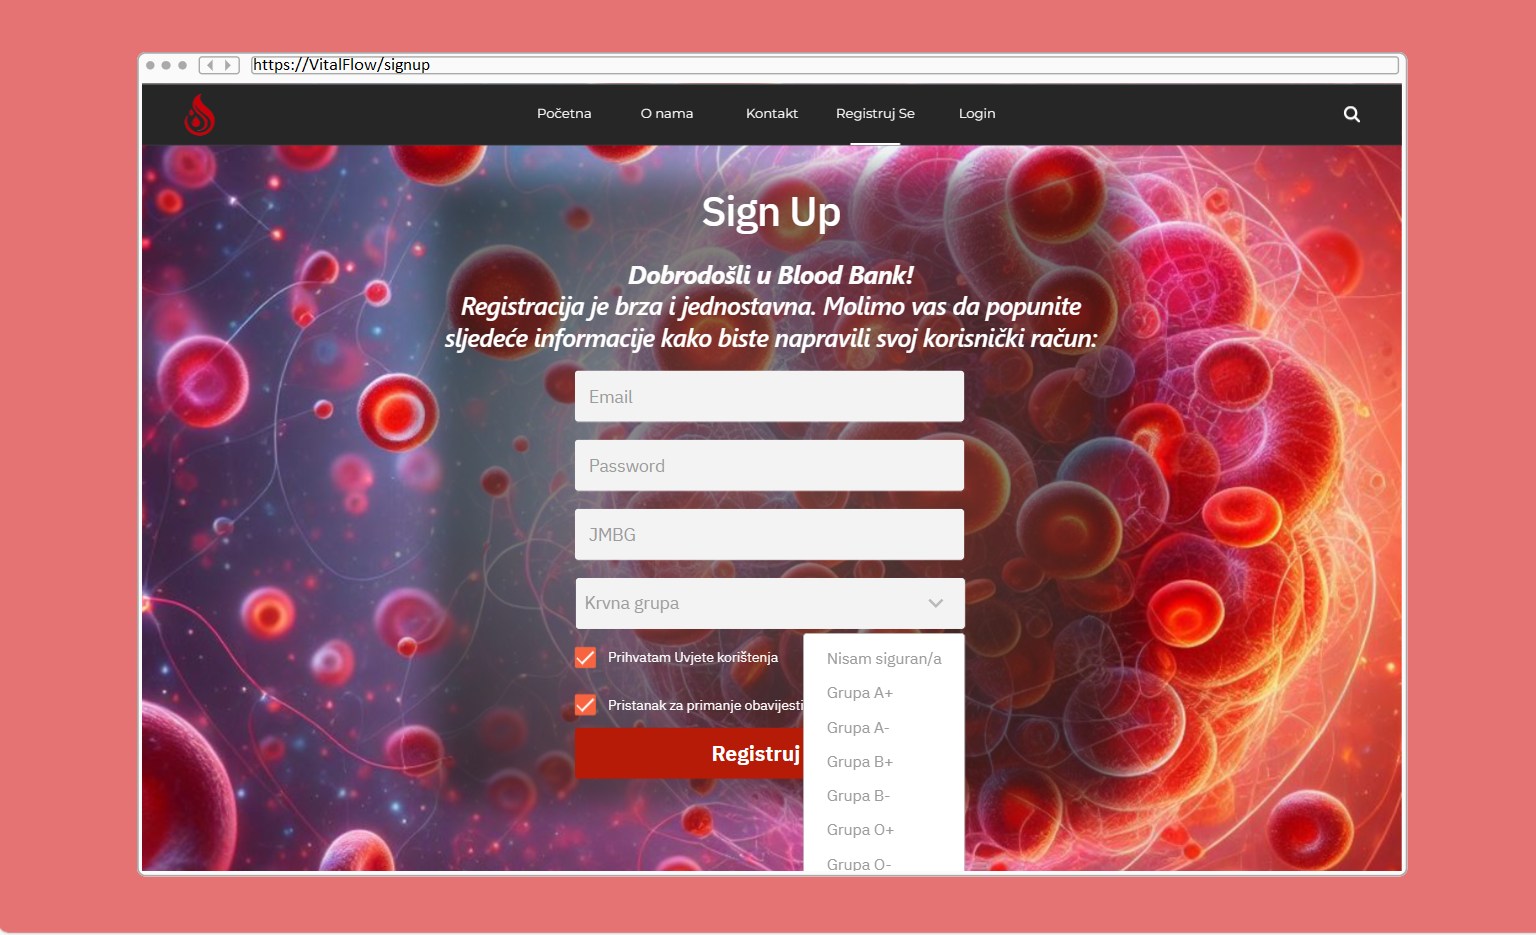 https://VitalFlow/signup
Početna O nama Kontakt Registruj Se Login
Sign Up
Dobrodošli u Blood Bank!
Registracija je brza i jednostavna. Molimo vas da popunite
sljedeće informacije kako biste napravili svoj korisnički račun:
Email
Password
JMBG
Krvna grupa
Prihvatam Uvjete korištenja
Pristanak za primanje obavijesti
Registruj
Nisam siguran/a
Grupa A+
Grupa A-
Grupa B+
Grupa B-
Grupa O+
Grupa O-